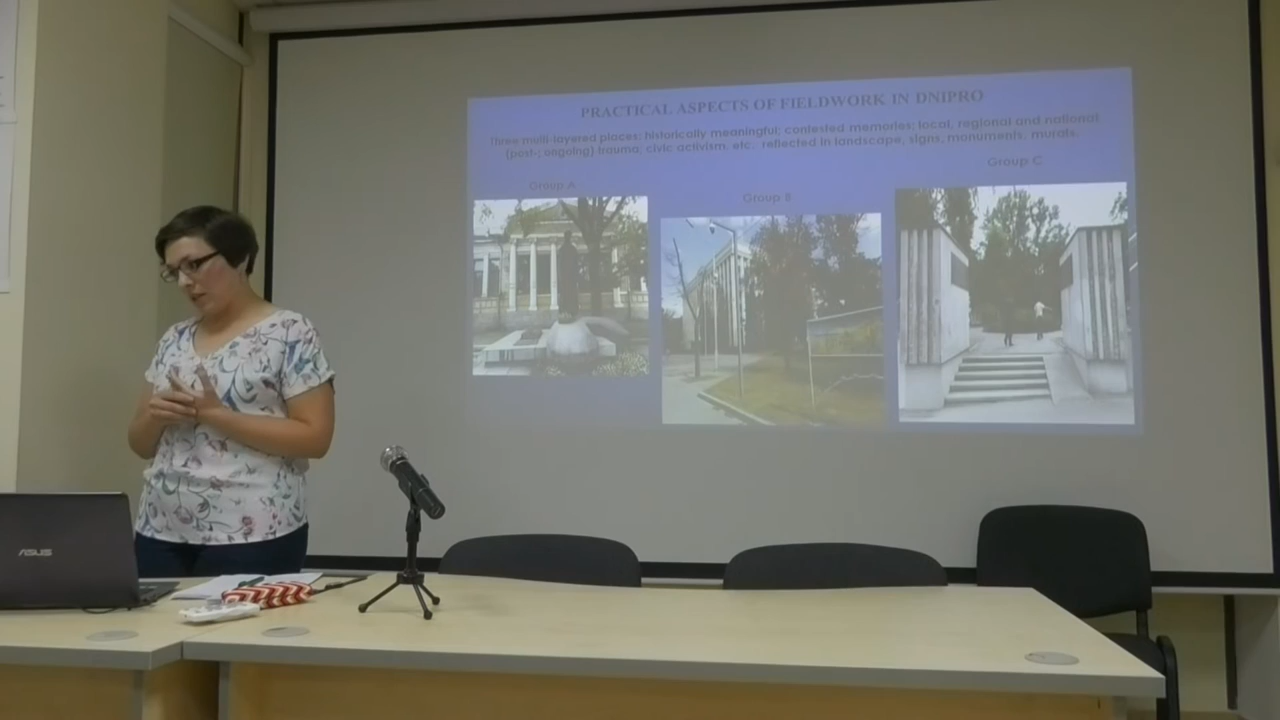 PRACTICAL ASPECTS OF FIELDWORK IN DNIPRO
Three multi-layered places: historically meaningful; contested memories; local, regional and national
(post-; ongoing) trauma; civic activism, etc. reflected in landscape, signs, monuments, murals.
Group A
Group B
Group C
ASUS